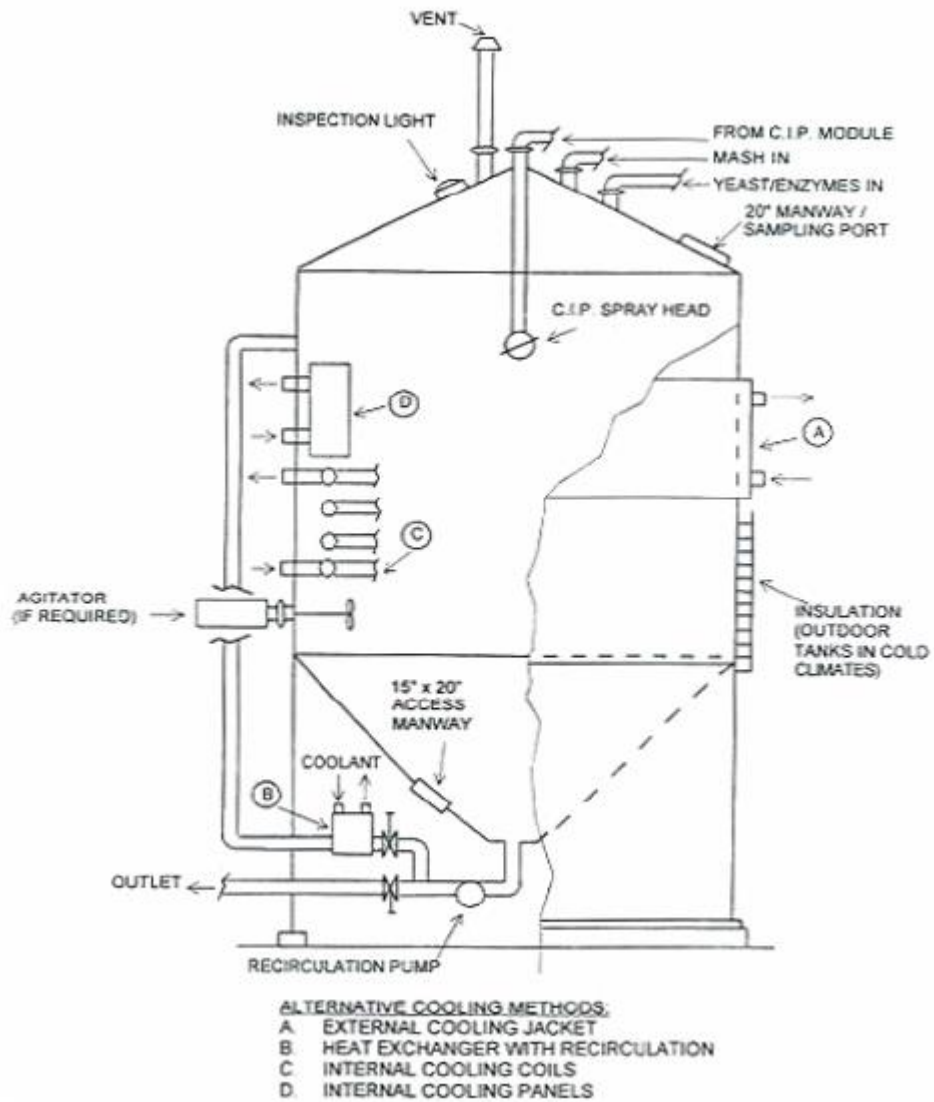 VENT
INSPECTION LIGHT
FROM C.I.P. MODULE
MASH IN
YEAST/ENZYMES IN
20" MANWAY /
SAMPLING PORT
C.I.P. SPRAY HEAD
D
A
C
AGITATOR
(IF REQUIRED)
INSULATION
(OUTDOOR
TANKS IN COLD
CLIMATES)
15" x 20"
ACCESS
MANWAY
COOLANT
B
OUTLET
RECIRCULATION PUMP
ALTERNATIVE COOLING METHODS:
A. EXTERNAL COOLING JACKET
B. HEAT EXCHANGER WITH RECIRCULATION
C. INTERNAL COOLING COILS
D. INTERNAL COOLING PANELS